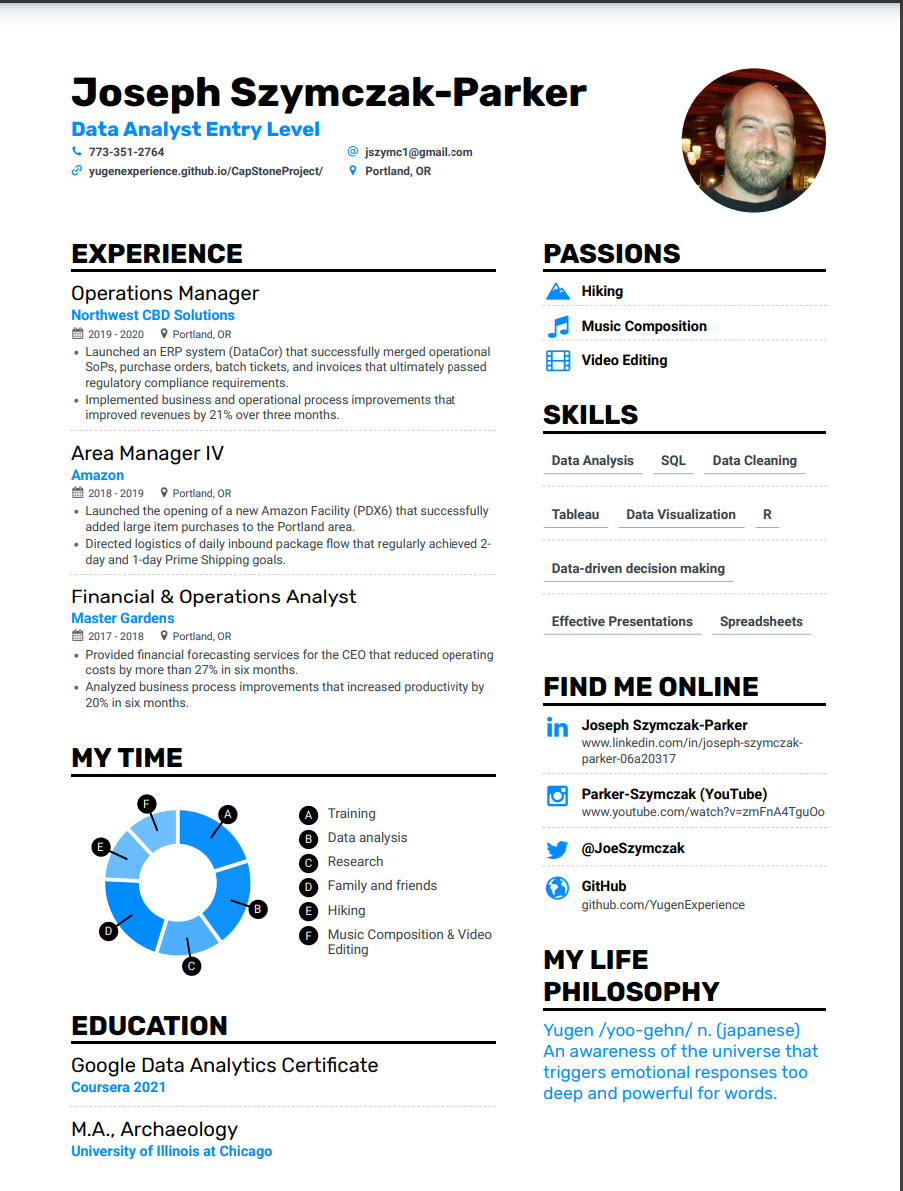 Joseph Szymczak-Parker
Data Analyst Entry Level
773-351-2764
jszymc1@gmail.com
yugenexperience.github.io/CapStoneProject/
Portland, OR
EXPERIENCE
Operations Manager
Northwest CBD Solutions
2019 - 2020 Portland, OR
• Launched an ERP system (DataCor) that successfully merged operational
SoPs, purchase orders, batch tickets, and invoices that ultimately passed
regulatory compliance requirements.
• Implemented business and operational process improvements that
improved revenues by 21% over three months.
Area Manager IV
Amazon
2018 - 2019 Portland, OR
• Launched the opening of a new Amazon Facility (PDX6) that successfully
added large item purchases to the Portland area.
• Directed logistics of daily inbound package flow that regularly achieved 2-
day and 1-day Prime Shipping goals.
Financial & Operations Analyst
Master Gardens
2017 - 2018 Portland, OR
• Provided financial forecasting services for the CEO that reduced operating
costs by more than 27% in six months.
• Analyzed business process improvements that increased productivity by
20% in six months.
MY TIME
F
A
E
B
D
C
A Training
B Data analysis
C Research
D Family and friends
E Hiking
F Music Composition & Video
Editing
EDUCATION
Google Data Analytics Certificate
Coursera 2021
M.A., Archaeology
University of Illinois at Chicago
PASSIONS
Hiking
Music Composition
Video Editing
SKILLS
Data Analysis SQL Data Cleaning
Tableau Data Visualization R
Data-driven decision making
Effective Presentations Spreadsheets
FIND ME ONLINE
in Joseph Szymczak-Parker
www.linkedin.com/in/joseph-szymczak-
parker-06a20317
Parker-Szymczak (YouTube)
www.youtube.com/watch?v=zmFnA4TguOo
@JoeSzymczak
GitHub
github.com/YugenExperience
MY LIFE
PHILOSOPHY
Yugen /yoo-gehn/ n. (japanese)
An awareness of the universe that
triggers emotional responses too
deep and powerful for words.